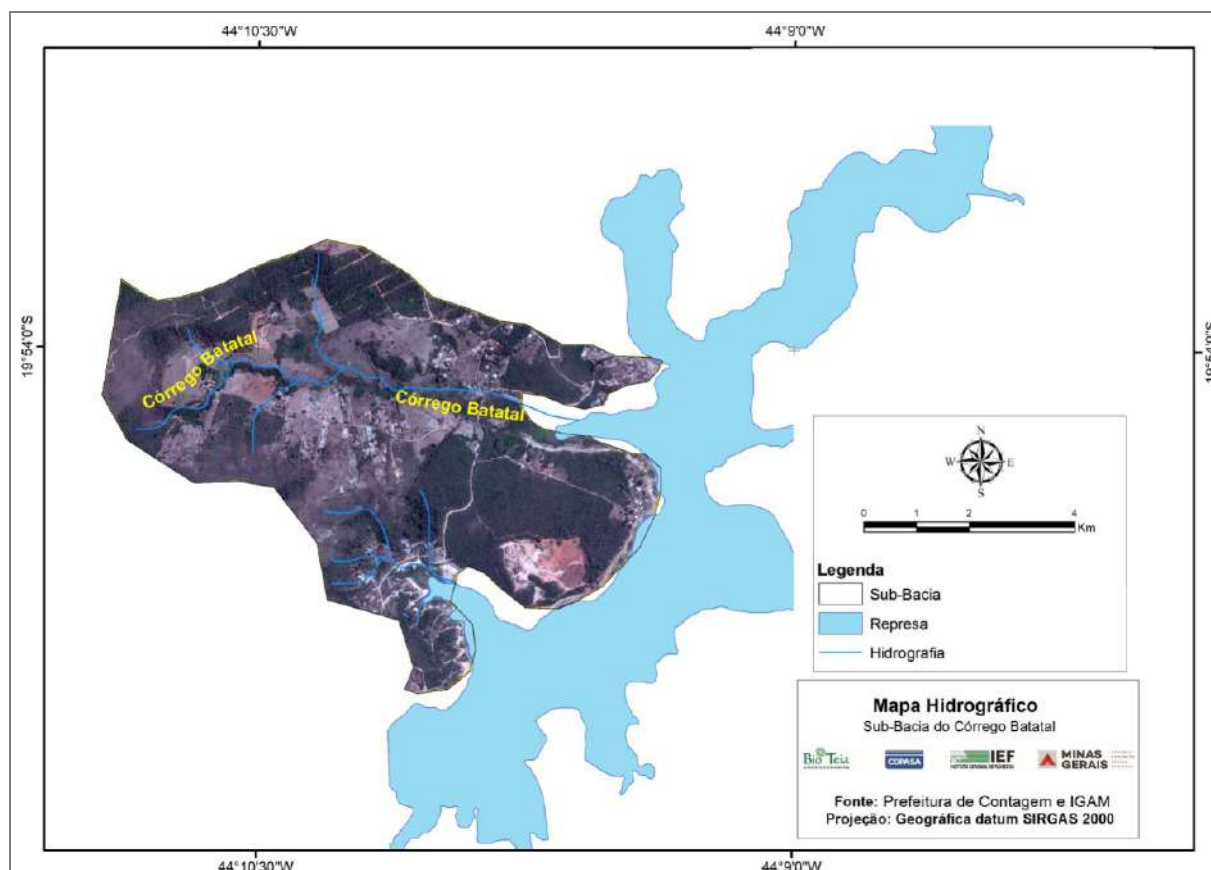 44°10'30"W
44°9'0"W
19°54'0"S
19°54'0"S
Córrego Batatal
Córrego Batatal
N
W
E
S
0 1 2 4
Km
Legenda
Sub-Bacia
Represa
Hidrografia
Mapa Hidrográfico
Sub-Bacia do Córrego Batatal
Bio Teia
COPASA
IEF
MINAS
GERAIS
Fonte: Prefeitura de Contagem e IGAM
Projeção: Geográfica datum SIRGAS 2000
44°10'30"W
44°9'0"W